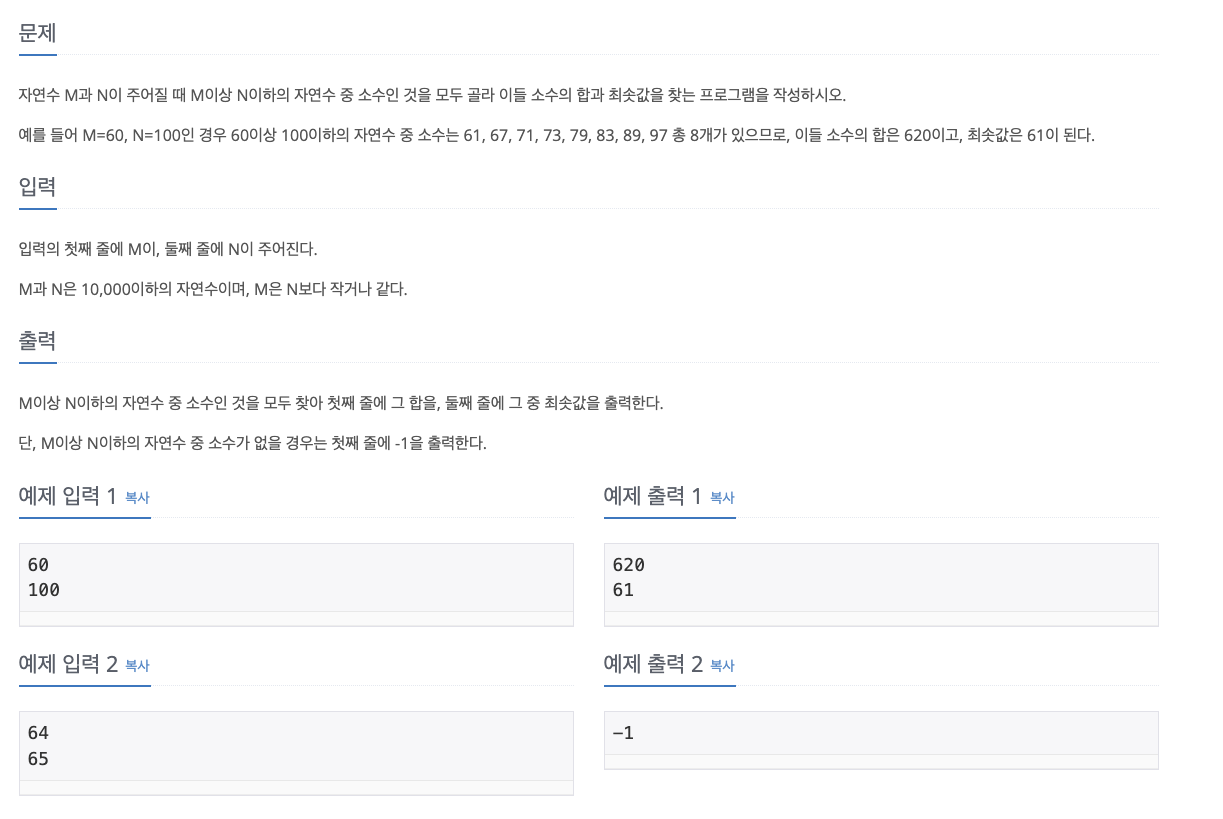 문제
자연수 M과 N이 주어질 때 M이상 N이하의 자연수 중 소수인 것을 모두 골라 이들 소수의 합과 최솟값을 찾는 프로그램을 작성하시오.
예를 들어 M=60, N=100인 경우 60이상 100이하의 자연수 중 소수는 61, 67, 71, 73, 79, 83, 89, 97 총 8개가 있으므로, 이들 소수의 합은 620이고, 최솟값은 61이 된다.
입력
입력의 첫째 줄에 M이, 둘째 줄에 N이 주어진다.
M과 N은 10,000이하의 자연수이며, M은 N보다 작거나 같다.
출력
M이상 N이하의 자연수 중 소수인 것을 모두 찾아 첫째 줄에 그 합을, 둘째 줄에 그 중 최솟값을 출력한다.
단, M이상 N이하의 자연수 중 소수가 없을 경우는 첫째 줄에 -1을 출력한다.
예제 입력 1 복사
60
100
예제 출력 1 복사
620
61
예제 입력 2 복사
64
65
예제 출력 2 복사
-1